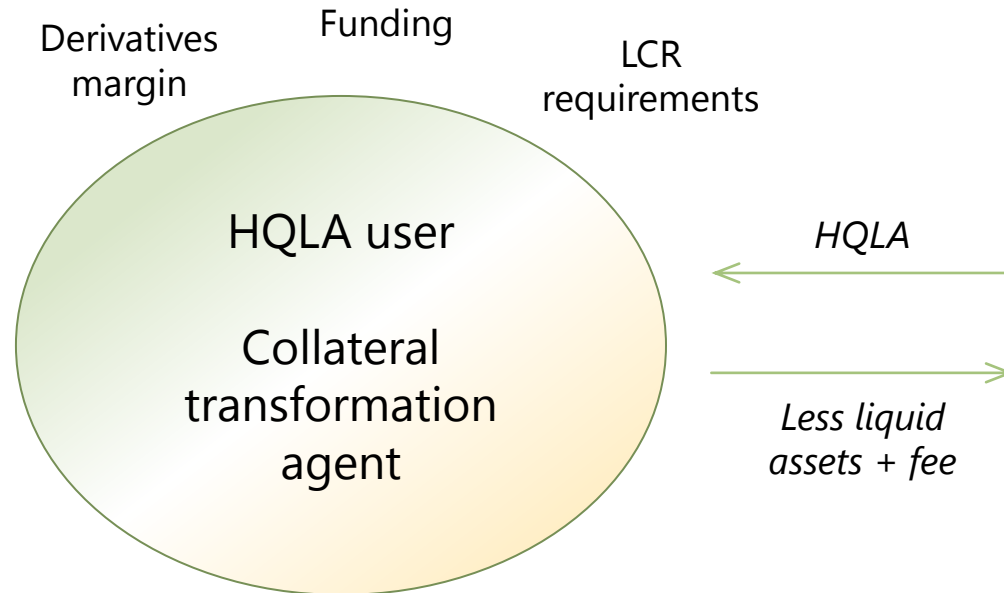 Derivatives
margin
Funding
LCR
requirements
HQLA user
Collateral
transformation
agent
HQLA
Less liquid
assets + fee